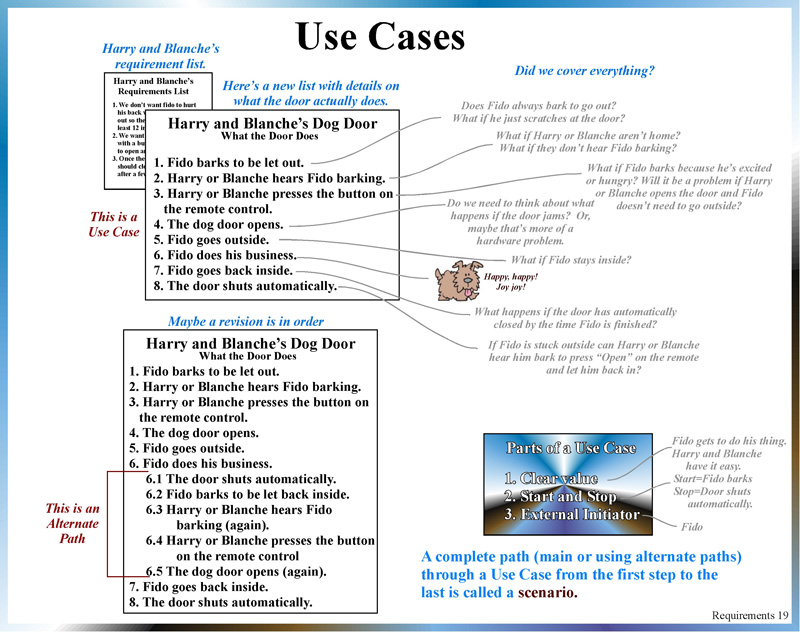 Use Cases
Harry and Blanche's
requirement list.
Harry and Blanche's
Requirements List
1. We don't want fido to hurt
his back
out so the
least 12 in
2. We want
with a bu
to open a
3. Once the
should cl
after a few
Here's a new list with details on
what the door actually does.
Harry and Blanche's Dog Door
What the Door Does
1. Fido barks to be let out.
2. Harry or Blanche hears Fido barking.
3. Harry or Blanche presses the button on
the remote control.
4. The dog door opens.
5. Fido goes outside.
6. Fido does his business.
7. Fido goes back inside.
8. The door shuts automatically.
This is a
Use Case
Did we cover everything?
Does Fido always bark to go out?
What if he just scratches at the door?
What if Harry or Blanche aren't home?
What if they don't hear Fido barking?
What if Fido barks because he's excited
or hungry? Will it be a problem if Harry
or Blanche opens the door and Fido
doesn't need to go outside?
Do we need to think about what
happens if the door jams? Or,
maybe that's more of a
hardware problem.
What if Fido stays inside?
Happy, happy!
Joy joy!
What happens if the door has automatically
closed by the time Fido is finished?
If Fido is stuck outside can Harry or Blanche
hear him bark to press “Open” on the remote
and let him back in?
Maybe a revision is in order
Harry and Blanche's Dog Door
What the Door Does
1. Fido barks to be let out.
2. Harry or Blanche hears Fido barking.
3. Harry or Blanche presses the button on
the remote control.
4. The dog door opens.
5. Fido goes outside.
6. Fido does his business.
6.1 The door shuts automatically.
6.2 Fido barks to be let back inside.
6.3 Harry or Blanche hears Fido
barking (again).
6.4 Harry or Blanche presses the button
on the remote control
6.5 The dog door opens (again).
7. Fido goes back inside.
8. The door shuts automatically.
This is an
Alternate
Path
Parts of a Use Case
1. Clear value
2. Start and Stop
3. External Initiator
Fido gets to do his thing.
Harry and Blanche
have it easy.
Start=Fido barks
Stop=Door shuts
automatically.
Fido
A complete path (main or using alternate paths)
through a Use Case from the first step to the
last is called a scenario.
Requirements 19